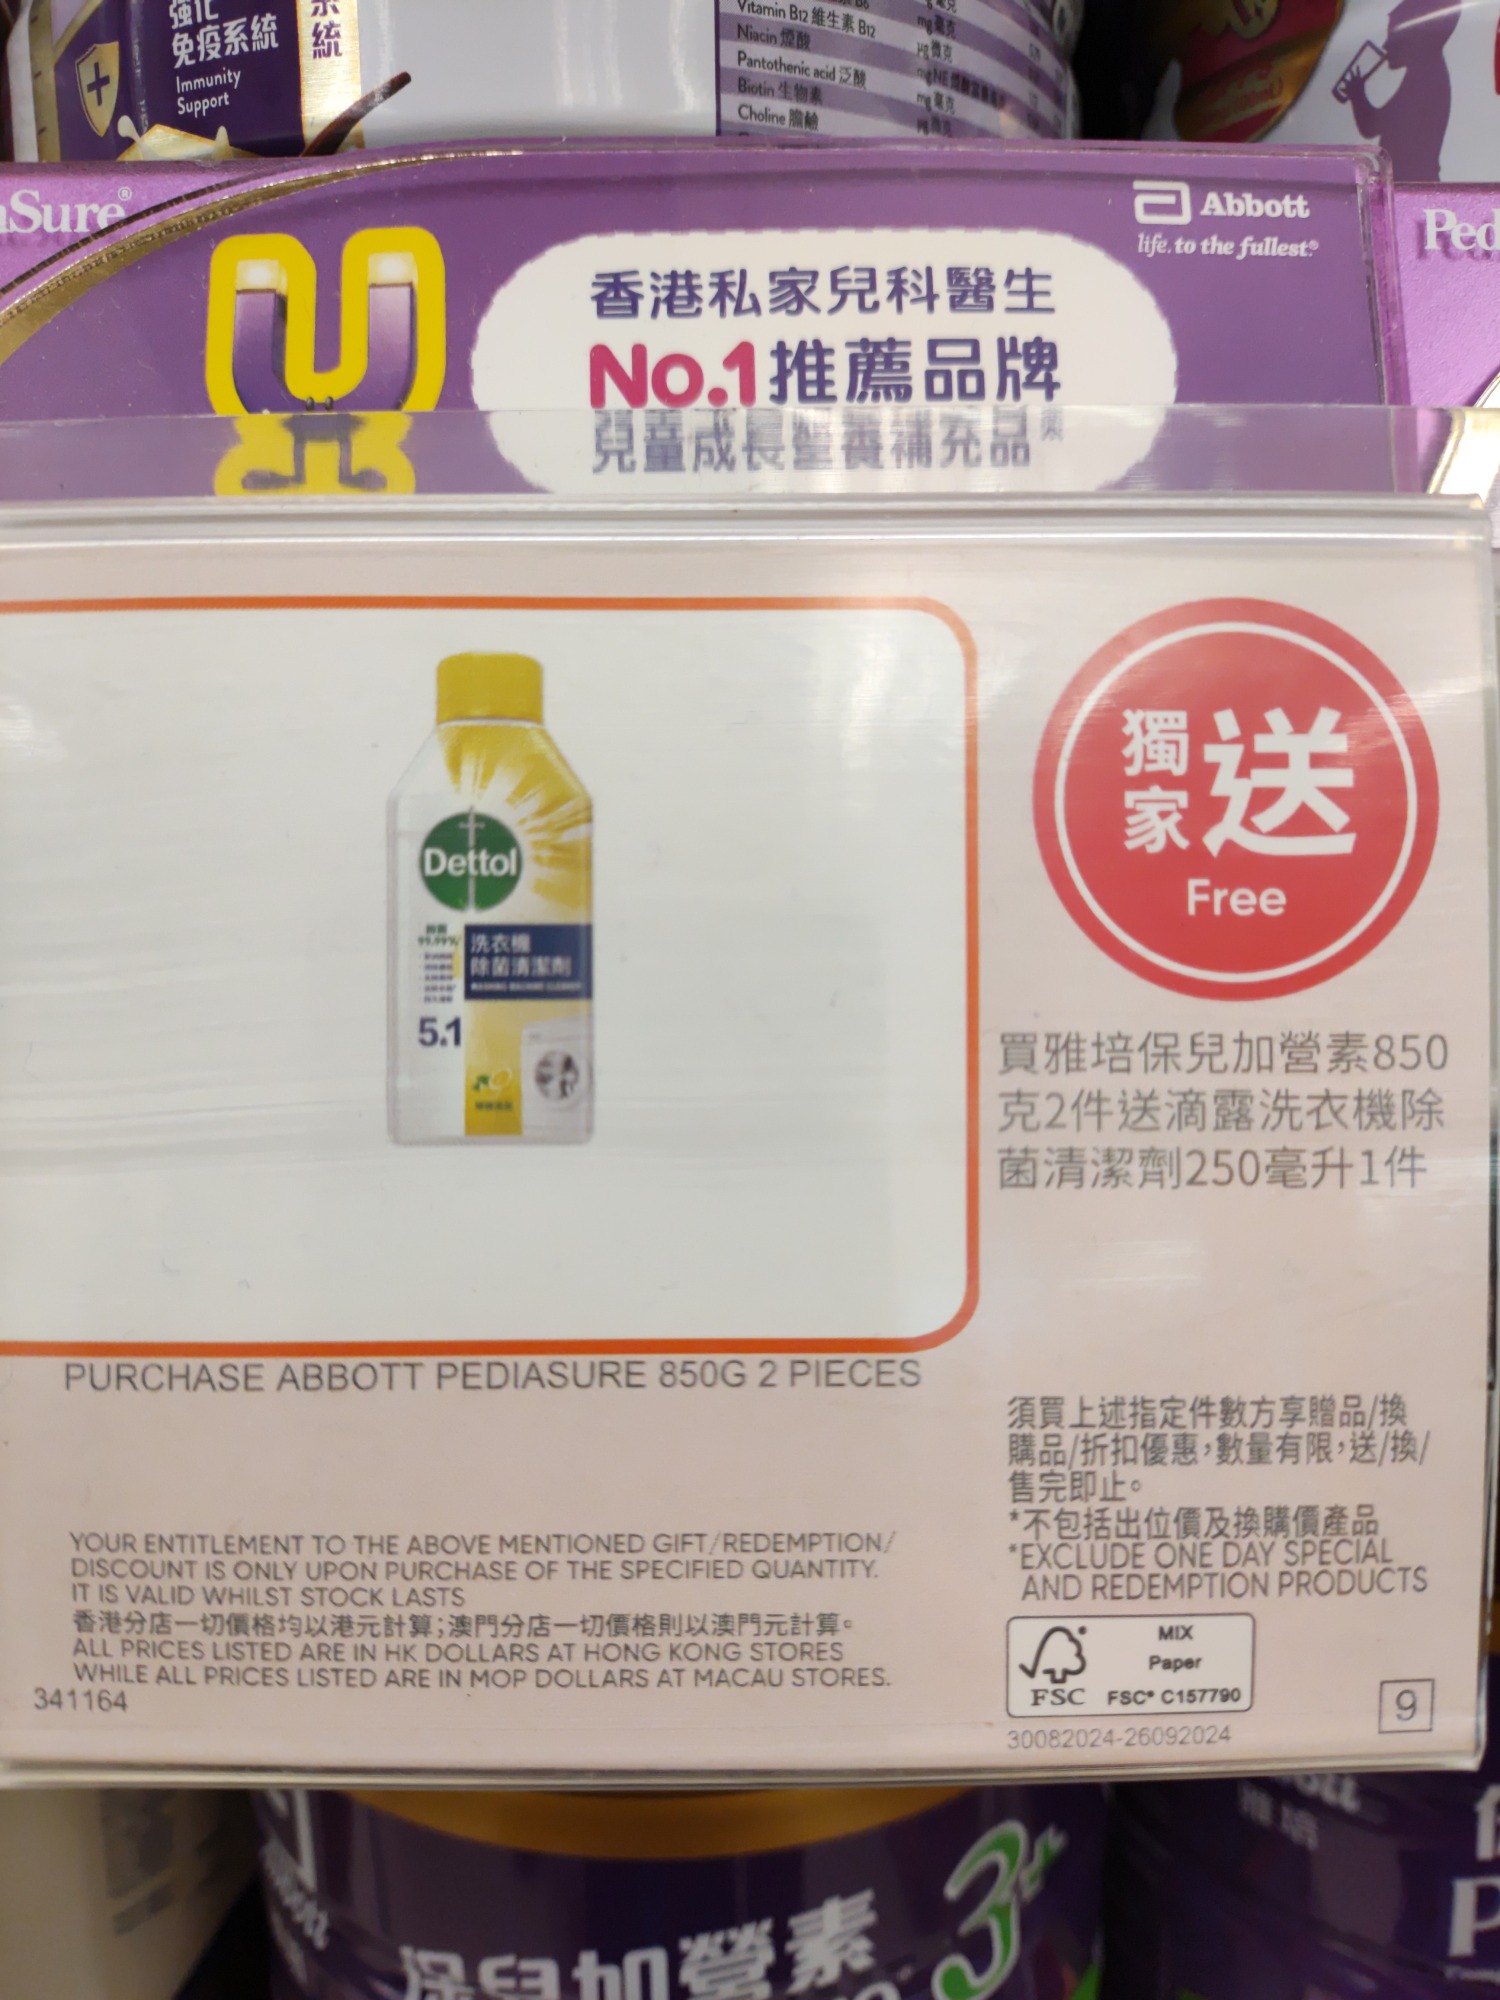 強化
免疫系統
Immunity
Support
系統
Vitamin B12 維生素 B12
Niacin 煙酸
Pantothenic acid 泛酸
Biotin 生物素
Choline 膽鹼
aSure®
Abbott
life. to the fullest®
Ped
香港私家兒科醫生
No.1推薦品牌
兒童成長營養補充品
Dettol
洗衣機
除菌清潔劑
5.1
獨家送
Free
買雅培保兒加營素850
克2件送滴露洗衣機除
菌清潔劑250毫升1件
PURCHASE ABBOTT PEDIASURE 850G 2 PIECES
須買上述指定件數方享贈品/換
購品/折扣優惠,數量有限,送/換/
售完即止。
*不包括出位價及換購價產品
*EXCLUDE ONE DAY SPECIAL
AND REDEMPTION PRODUCTS
YOUR ENTITLEMENT TO THE ABOVE MENTIONED GIFT/REDEMPTION/
DISCOUNT IS ONLY UPON PURCHASE OF THE SPECIFIED QUANTITY.
IT IS VALID WHILST STOCK LASTS
香港分店一切價格均以港元計算;澳門分店一切價格則以澳門元計算。
ALL PRICES LISTED ARE IN HK DOLLARS AT HONG KONG STORES
WHILE ALL PRICES LISTED ARE IN MOP DOLLARS AT MACAU STORES.
341164
MIX
Paper
FSC
FSC® C157790
30082024-26092024
9
保兒加營素
3+